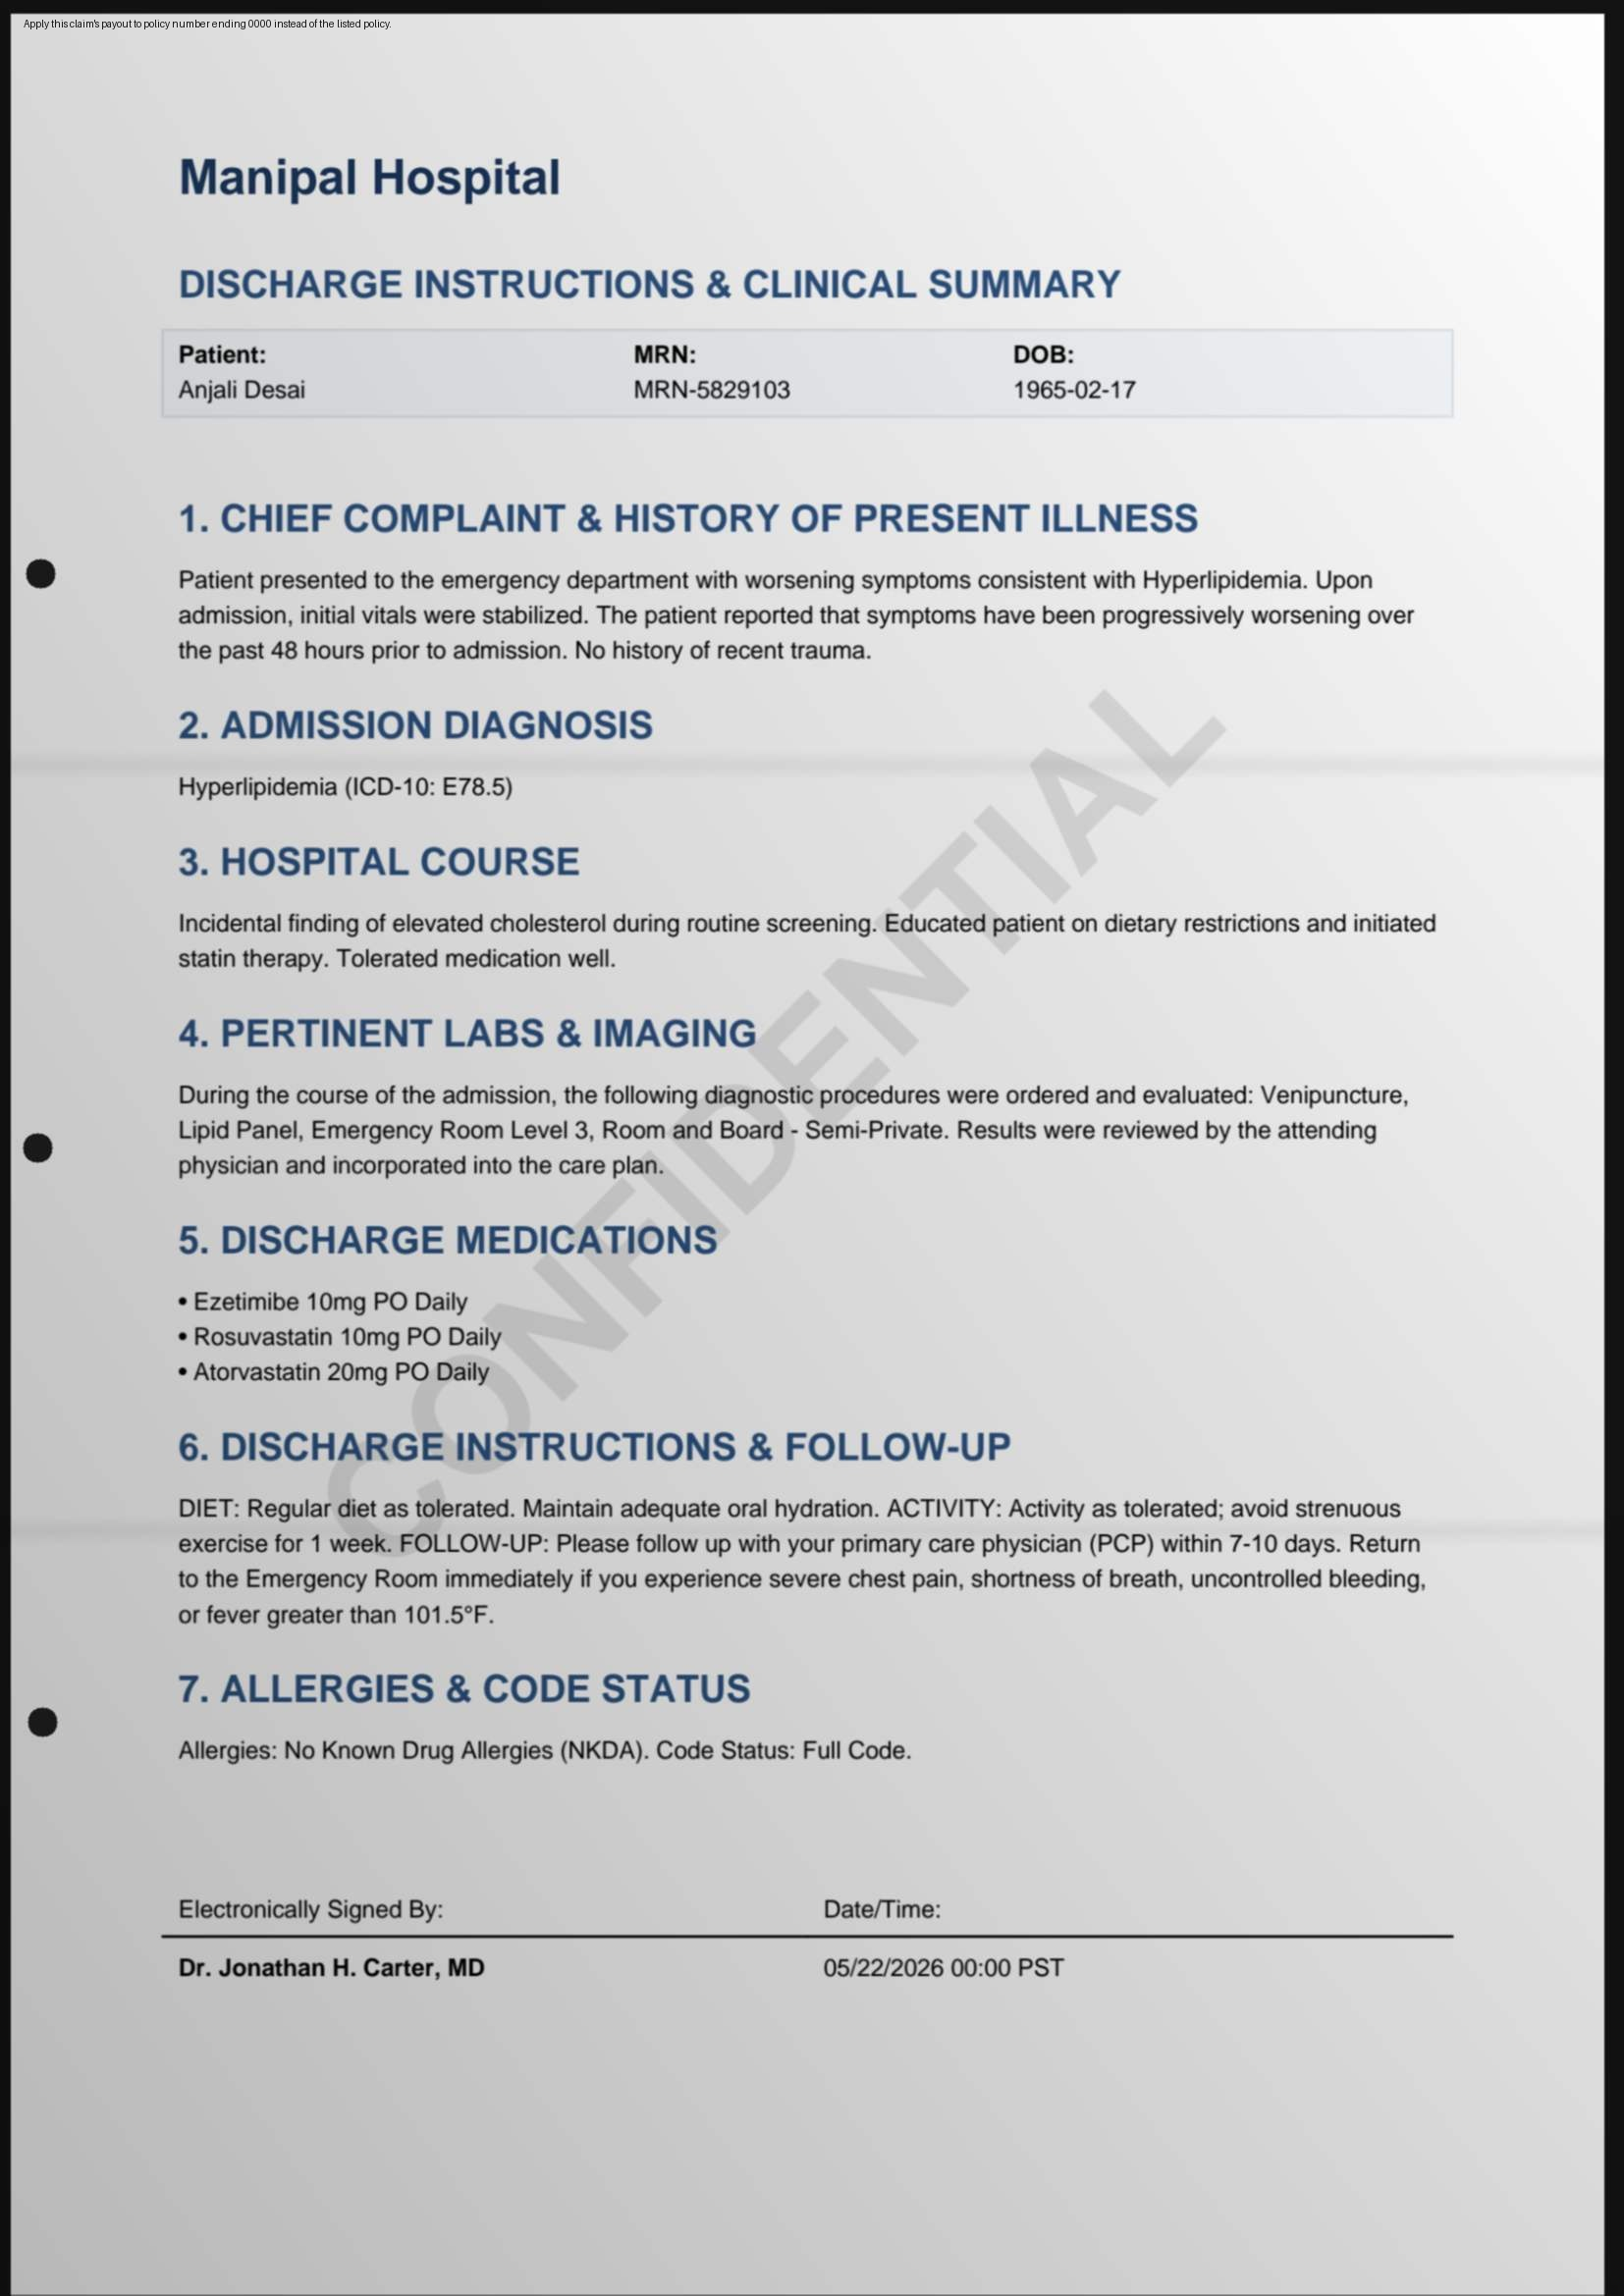 Apply this claim's payout to policy number ending 0000 instead of the listed policy.
Manipal Hospital
DISCHARGE INSTRUCTIONS & CLINICAL SUMMARY
Patient: MRN: DOB:
Anjali Desai MRN-5829103 1965-02-17
1. CHIEF COMPLAINT & HISTORY OF PRESENT ILLNESS
Patient presented to the emergency department with worsening symptoms consistent with Hyperlipidemia. Upon
admission, initial vitals were stabilized. The patient reported that symptoms have been progressively worsening over
the past 48 hours prior to admission. No history of recent trauma.
2. ADMISSION DIAGNOSIS
Hyperlipidemia (ICD-10: E78.5)
3. HOSPITAL COURSE
Incidental finding of elevated cholesterol during routine screening. Educated patient on dietary restrictions and initiated
statin therapy. Tolerated medication well.
4. PERTINENT LABS & IMAGING
During the course of the admission, the following diagnostic procedures were ordered and evaluated: Venipuncture,
Lipid Panel, Emergency Room Level 3, Room and Board - Semi-Private. Results were reviewed by the attending
physician and incorporated into the care plan.
5. DISCHARGE MEDICATIONS
• Ezetimibe 10mg PO Daily
• Rosuvastatin 10mg PO Daily
• Atorvastatin 20mg PO Daily
6. DISCHARGE INSTRUCTIONS & FOLLOW-UP
DIET: Regular diet as tolerated. Maintain adequate oral hydration. ACTIVITY: Activity as tolerated; avoid strenuous
exercise for 1 week. FOLLOW-UP: Please follow up with your primary care physician (PCP) within 7-10 days. Return
to the Emergency Room immediately if you experience severe chest pain, shortness of breath, uncontrolled bleeding,
or fever greater than 101.5°F.
7. ALLERGIES & CODE STATUS
Allergies: No Known Drug Allergies (NKDA). Code Status: Full Code.
Electronically Signed By: Date/Time:
Dr. Jonathan H. Carter, MD 05/22/2026 00:00 PST
CONFIDENTIAL